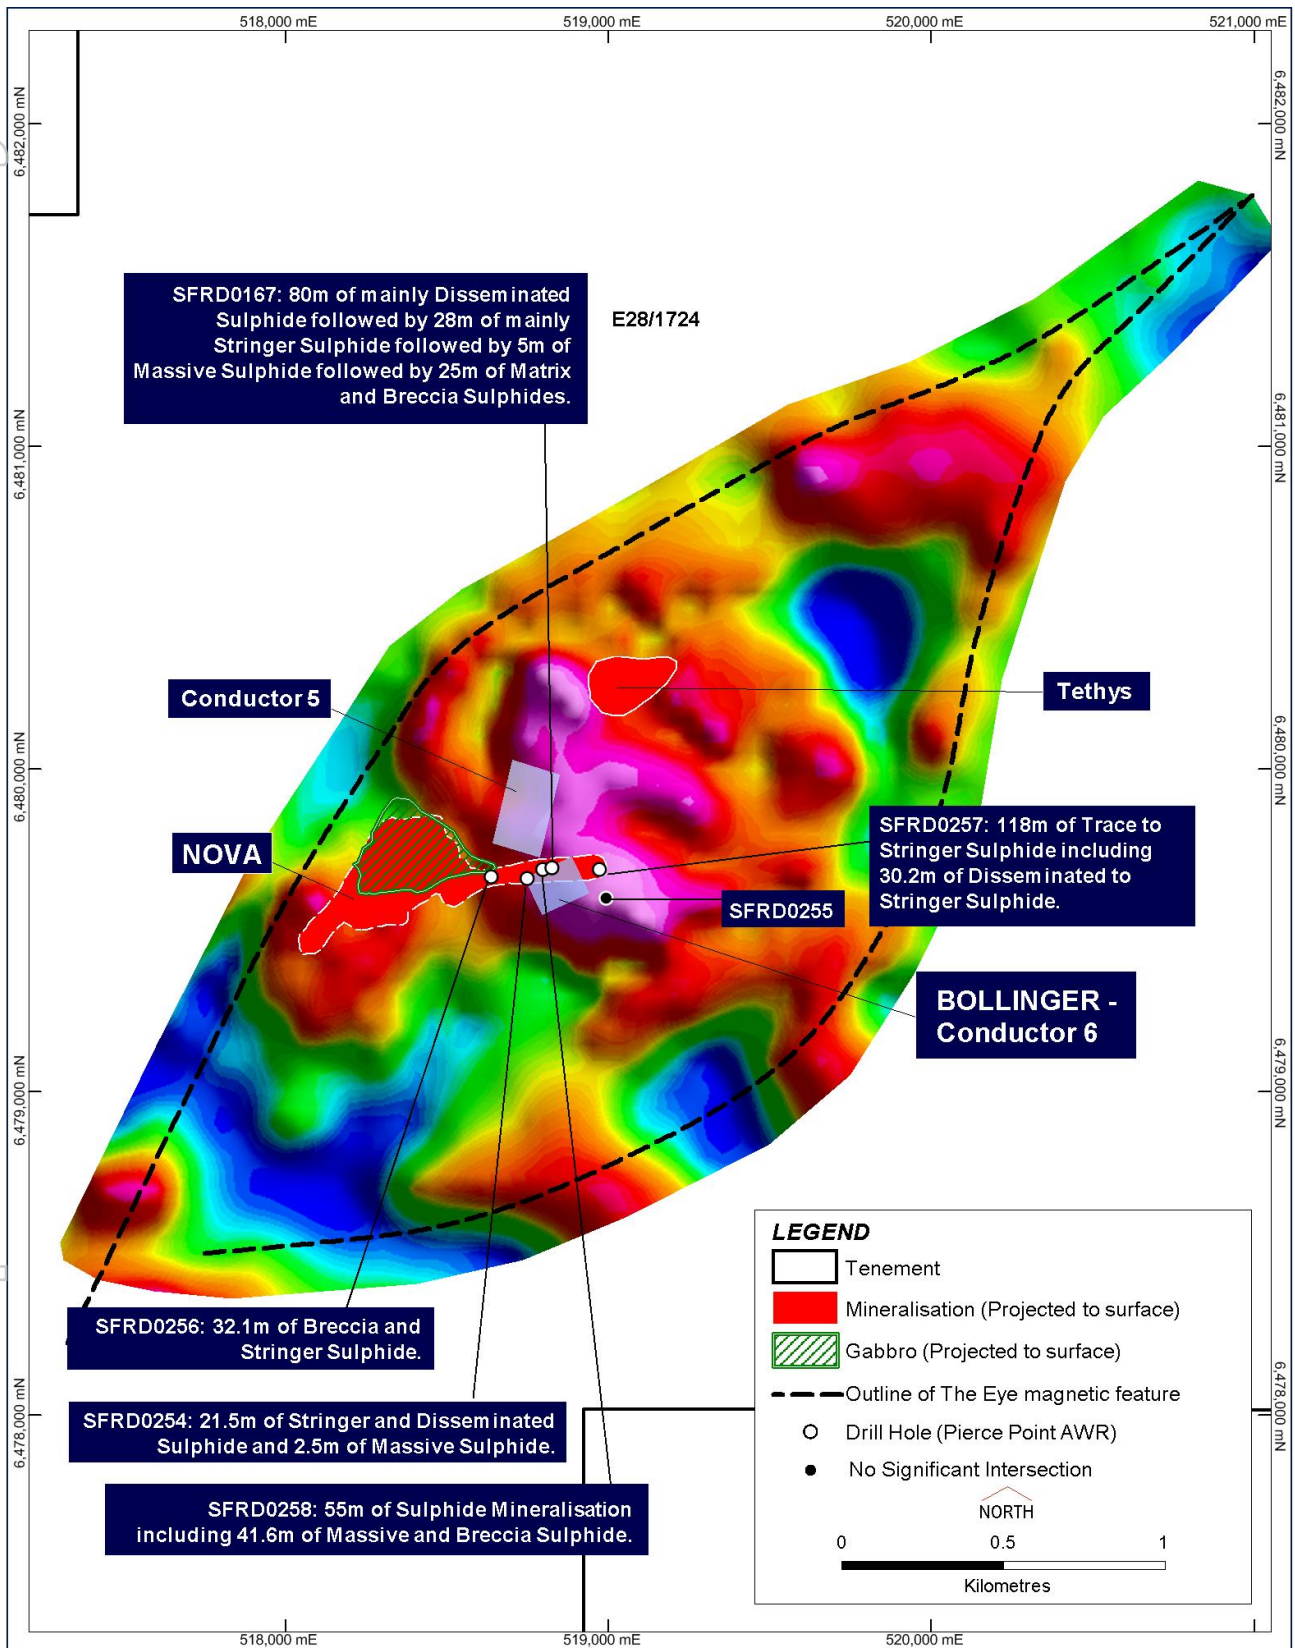 518,000 mE
519,000 mE
520,000 mE
521,000 mE
6,482,000 mN
6,482,000 mN
SFRD0167: 80m of mainly Disseminated
Sulphide followed by 28m of mainly
Stringer Sulphide followed by 5m of
Massive Sulphide followed by 25m of Matrix
and Breccia Sulphides.
E28/1724
6,481,000 mN
6,481,000 mN
Conductor 5
Tethys
6,480,000 mN
6,480,000 mN
NOVA
SFRD0257: 118m of Trace to
Stringer Sulphide including
30.2m of Disseminated to
Stringer Sulphide.
SFRD0255
BOLLINGER -
Conductor 6
6,479,000 mN
6,479,000 mN
SFRD0256: 32.1m of Breccia and
Stringer Sulphide.
SFRD0254: 21.5m of Stringer and Disseminated
Sulphide and 2.5m of Massive Sulphide.
SFRD0258: 55m of Sulphide Mineralisation
including 41.6m of Massive and Breccia Sulphide.
6,478,000 mN
6,478,000 mN
LEGEND
Tenement
Mineralisation (Projected to surface)
Gabbro (Projected to surface)
Outline of The Eye magnetic feature
Drill Hole (Pierce Point AWR)
No Significant Intersection
NORTH
0 0.5 1
Kilometres
518,000 mE
519,000 mE
520,000 mE